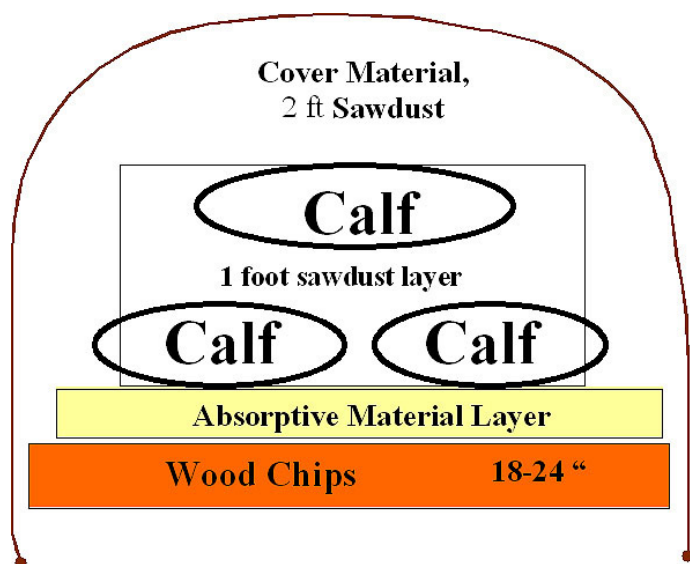 Cover Material,
2 ft Sawdust
Calf
1 foot sawdust layer
Calf Calf
Absorptive Material Layer
Wood Chips 18-24 “